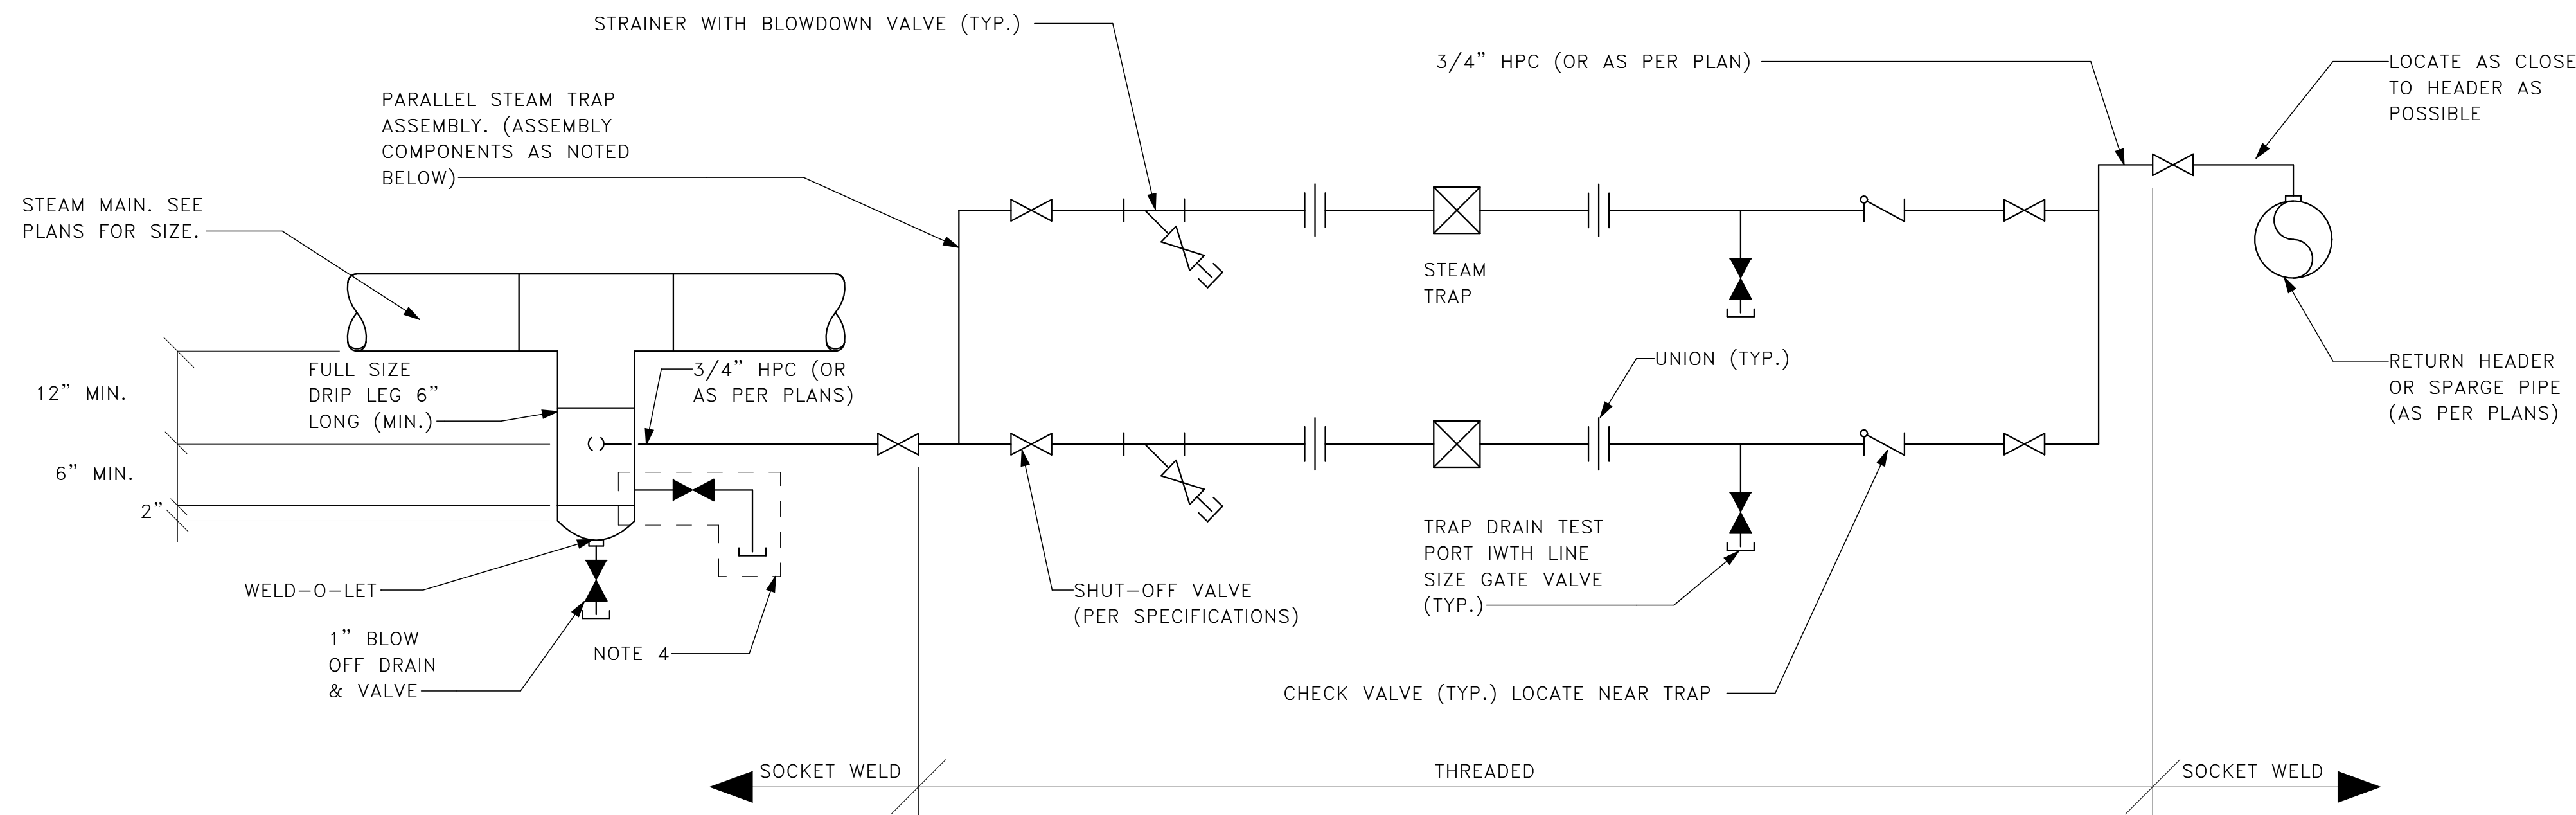 STRAINER WITH BLOWDOWN VALVE (TYP.)
3/4” HPC (OR AS PER PLAN)
LOCATE AS CLOSE
TO HEADER AS
POSSIBLE
PARALLEL STEAM TRAP
ASSEMBLY. (ASSEMBLY
COMPONENTS AS NOTED
BELOW)
STEAM MAIN. SEE
PLANS FOR SIZE.
STEAM
TRAP
12” MIN.
FULL SIZE
DRIP LEG 6”
LONG (MIN.)
3/4” HPC (OR
AS PER PLANS)
UNION (TYP.)
RETURN HEADER
OR SPARGE PIPE
(AS PER PLANS)
6” MIN.
2”
TRAP DRAIN TEST
PORT IWTH LINE
SIZE GATE VALVE
(TYP.)
WELD-O-LET
SHUT-OFF VALVE
(PER SPECIFICATIONS)
1” BLOW
OFF DRAIN
& VALVE
NOTE 4
CHECK VALVE (TYP.) LOCATE NEAR TRAP
SOCKET WELD
THREADED
SOCKET WELD